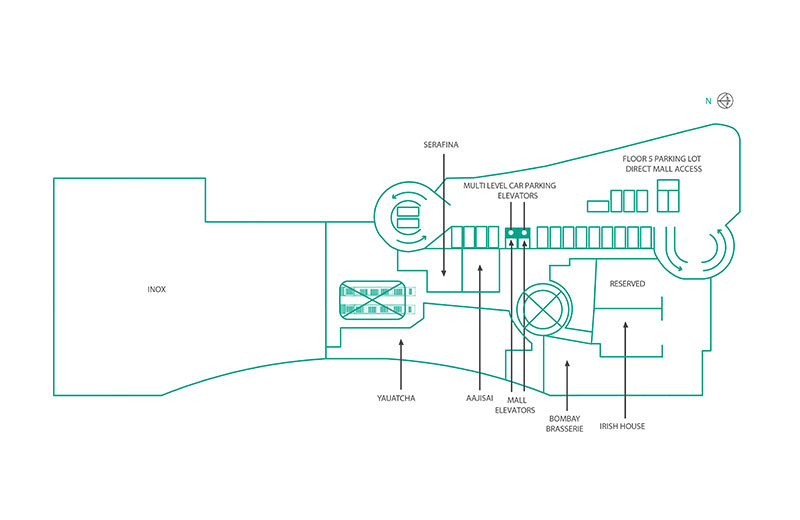 N
SERAFINA
FLOOR 5 PARKING LOT
DIRECT MALL ACCESS
MULTI LEVEL CAR PARKING
ELEVATORS
INOX
RESERVED
YAUATCHA
AAJISAI
MALL
ELEVATORS
BOMBAY
BRASSERIE
IRISH HOUSE